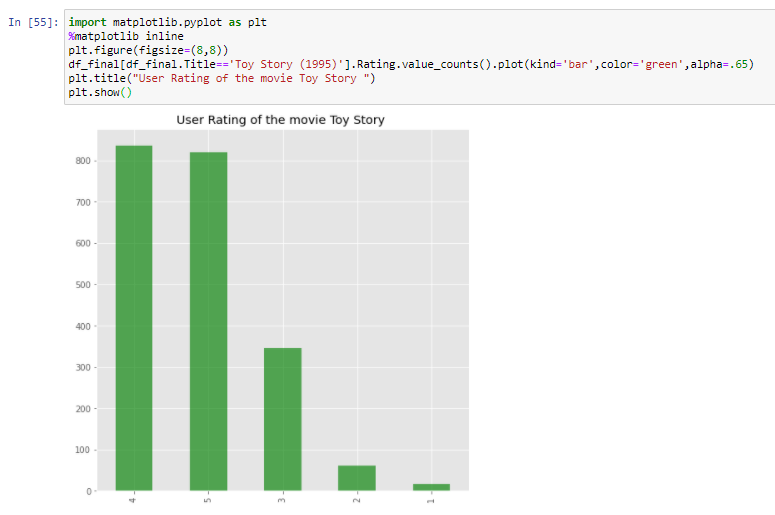 In [55]: import matplotlib.pyplot as plt
%matplotlib inline
plt.figure(figsize=(8,8))
df_final[df_final.Title=='Toy Story (1995)'].Rating.value_counts().plot(kind='bar',color='green',alpha=.65)
plt.title("User Rating of the movie Toy Story ")
plt.show()
User Rating of the movie Toy Story
800
700
600
500
400
300
200
100
0
4 5 3 2 1